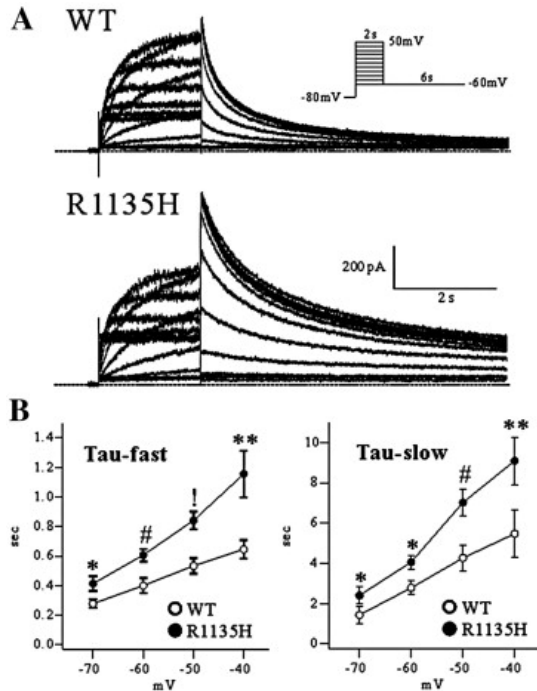 A
WT
2s
50mV
6s
-80mV
-60mV
R1135H
200 pA
2 s
B
1.4
1.2
1.0
0.8
0.6
0.4
0.2
0.0
sec
Tau-fast
*
#
!
**
WT
R1135H
-70
-60
-50
-40
mV
10
8
6
4
2
0
sec
Tau-slow
*
*
#
**
WT
R1135H
-70
-60
-50
-40
mV